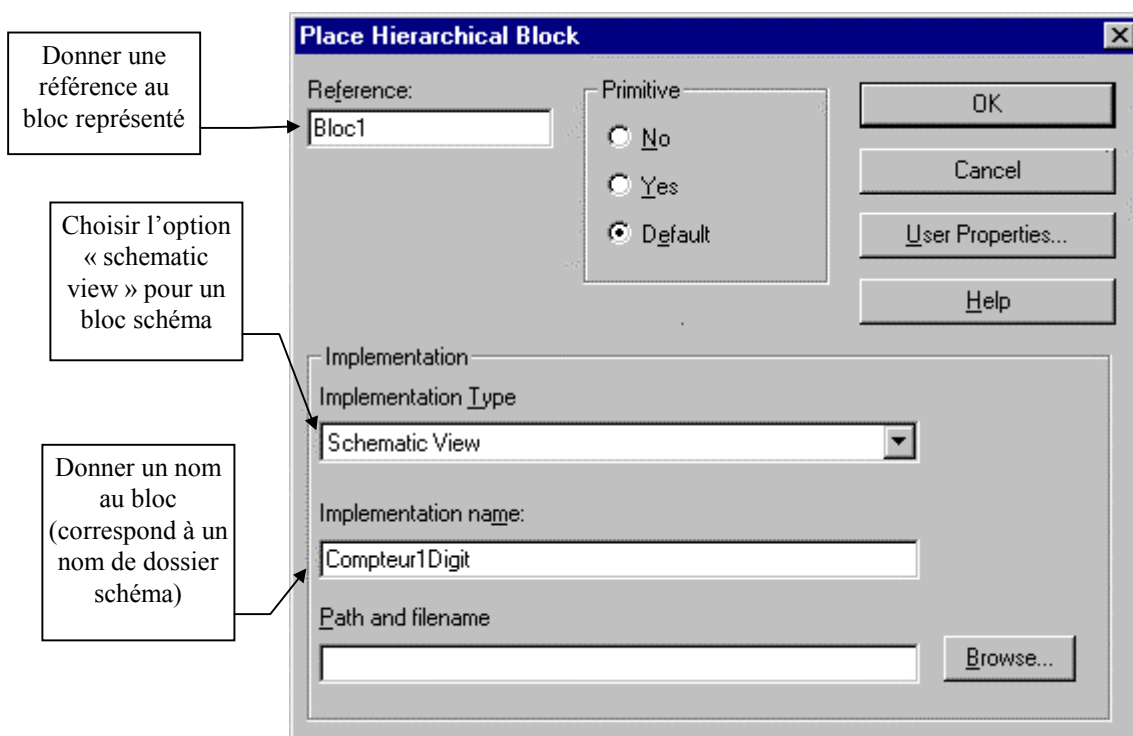 Place Hierarchical Block
Donner une
référence au
bloc représenté
Reference:
Bloc1
Primitive
No
Yes
Default
OK
Cancel
User Properties...
Help
Choisir l’option
« schematic
view » pour un
bloc schéma
Implementation
Implementation Type
Schematic View
Donner un nom
au bloc
(correspond à un
nom de dossier
schéma)
Implementation name:
Compteur1Digit
Path and filename
Browse...